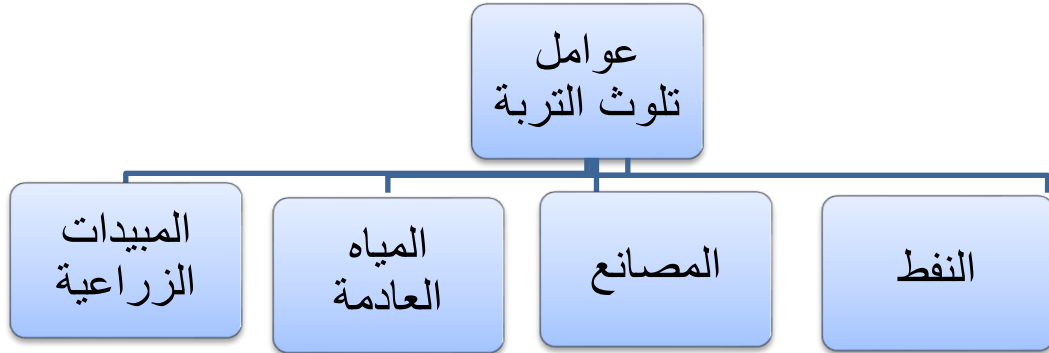 عوامل
تلوث التربة
النفط
المصانع
المياه
العادمة
المبيدات
الزراعية